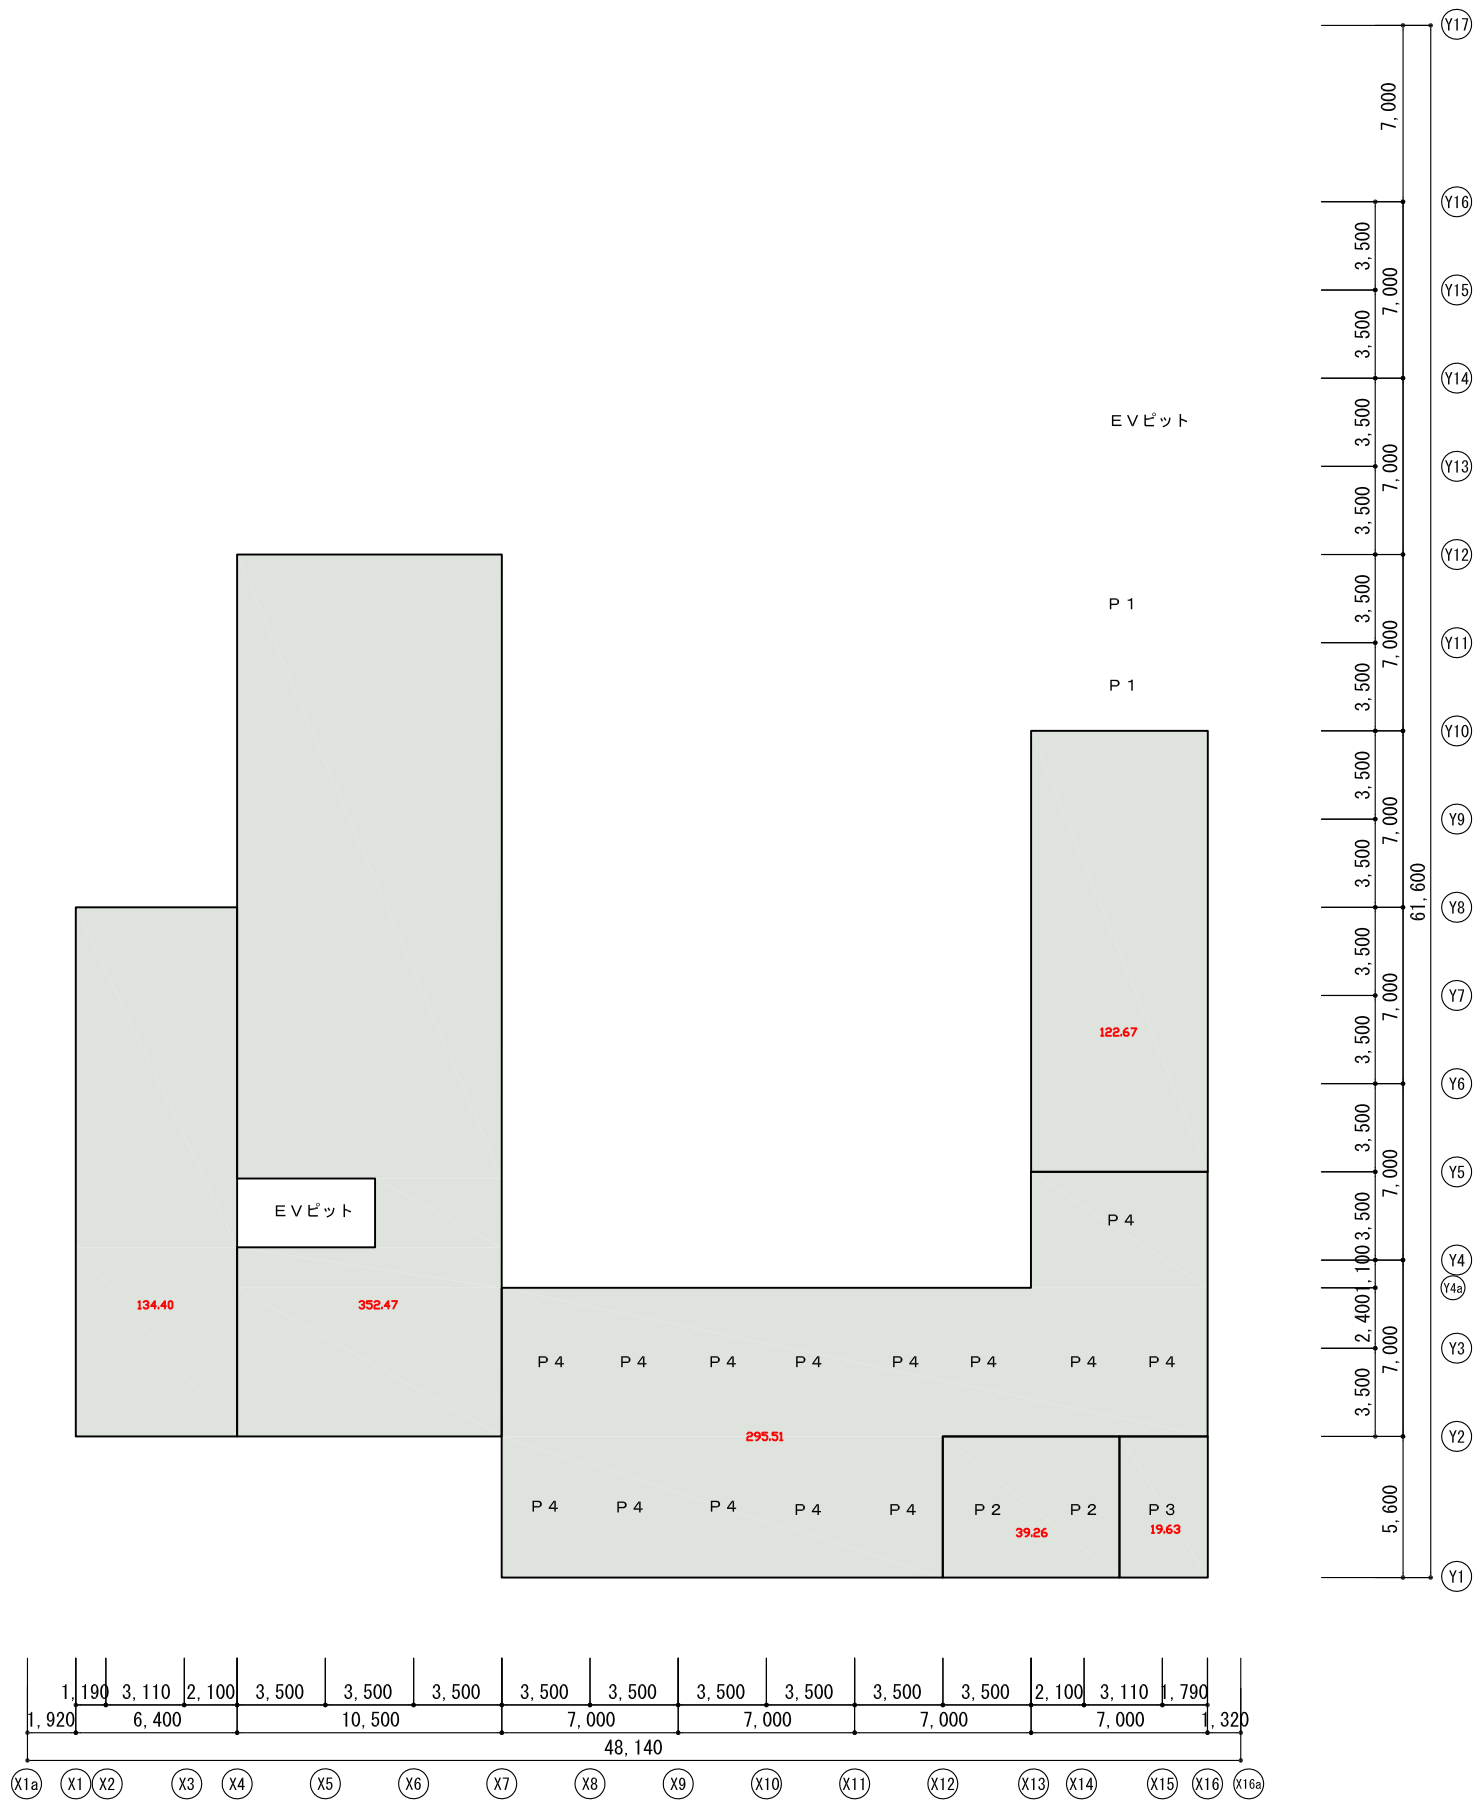 Y17
7,000
Y16
3,500
7,000
Y15
3,500
Y14
3,500
EVピット
7,000
Y13
3,500
Y12
3,500
P1
7,000
Y11
3,500
P1
Y10
3,500
7,000
Y9
3,500
61,600
Y8
3,500
7,000
Y7
3,500
122.67
Y6
3,500
7,000
Y5
3,500
EVピット
P4
Y4
1,100
Y4a
134.40
352.47
2,400
7,000
Y3
P4 P4 P4 P4 P4 P4 P4 P4
3,500
295.51
Y2
P4 P4 P4 P4 P4 P2 P2 P3
39.26
19.63
5,600
Y1
1,190 3,110 2,100 3,500 3,500 3,500 3,500 3,500 3,500 3,500 3,500 3,500 2,100 3,110 1,790
1,920 6,400 10,500 7,000 7,000 7,000 7,000 1,320
48,140
X1a X1 X2 X3 X4 X5 X6 X7 X8 X9 X10 X11 X12 X13 X14 X15 X16 X16a